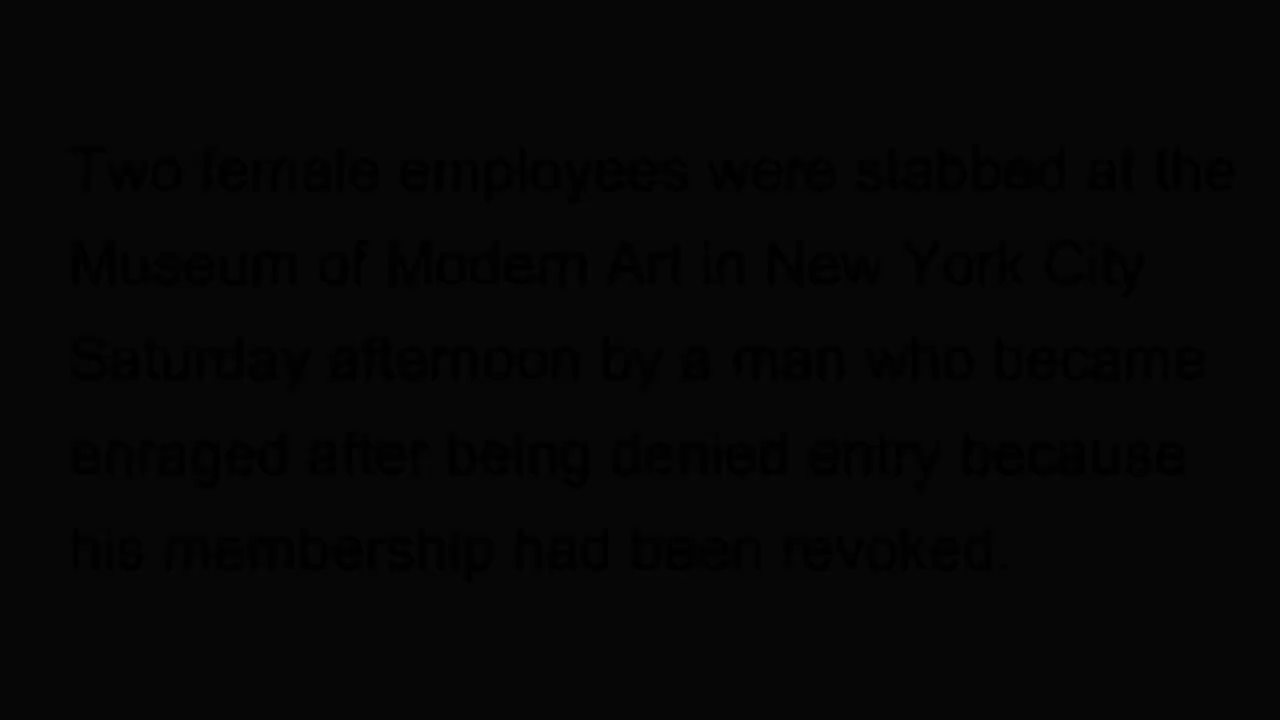 Two female employees were stabbed at the
Museum of Modern Art in New York City
Saturday afternoon by a man who became
enraged after being denied entry because
his membership had been revoked.